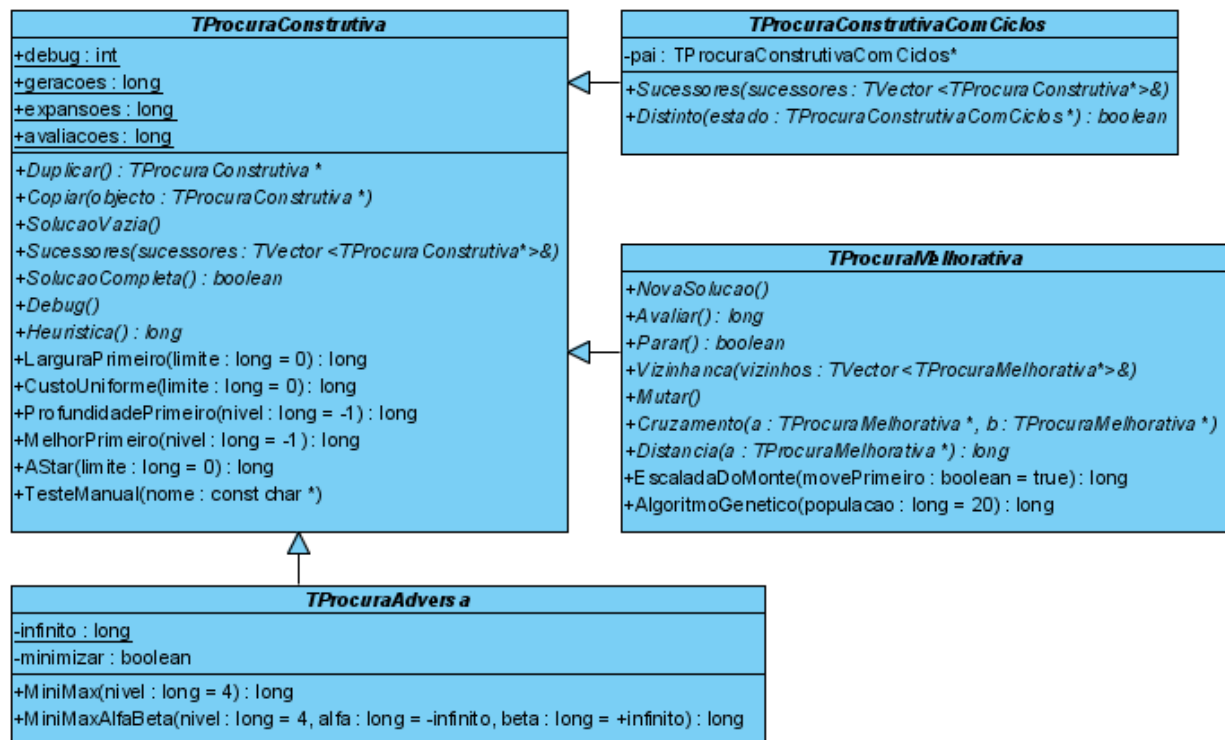 TProcuraConstrutiva
+debug : int
+geracoes : long
+expansoes : long
+avaliacoes : long
+Duplicar() : TProcuraConstrutiva *
+Copiar(objecto : TProcuraConstrutiva *)
+SolucaoVazia()
+Sucessores(sucessores : TVector <TProcuraConstrutiva*>&)
+SolucaoCompleta() : boolean
+Debug()
+Heuristica() : long
+LarguraPrimeiro(limite : long = 0) : long
+CustoUniforme(limite : long = 0) : long
+ProfundidadePrimeiro(nivel : long = -1) : long
+MelhorPrimeiro(nivel : long = -1) : long
+AStar(limite : long = 0) : long
+TesteManual(nome : const char *)
TProcuraConstrutivaComCiclos
-pai : TProcuraConstrutivaComCiclos*
+Sucessores(sucessores : TVector <TProcuraConstrutiva*>&)
+Distinto(estado : TProcuraConstrutivaComCiclos *) : boolean
TProcuraMelhorativa
+NovaSolucao()
+Avaliar() : long
+Parar() : boolean
+Vizinhanca(vizinhos : TVector <TProcuraMelhorativa*>&)
+Mutar()
+Cruzamento(a : TProcuraMelhorativa *, b : TProcuraMelhorativa *)
+Distancia(a : TProcuraMelhorativa *) : long
+EscaladaDoMonte(movePrimeiro : boolean = true) : long
+AlgoritmoGenetico(populacao : long = 20) : long
TProcuraAdversa
-infinito : long
-minimizar : boolean
+MiniMax(nivel : long = 4) : long
+MiniMaxAlfaBeta(nivel : long = 4, alfa : long = -infinito, beta : long = +infinito) : long